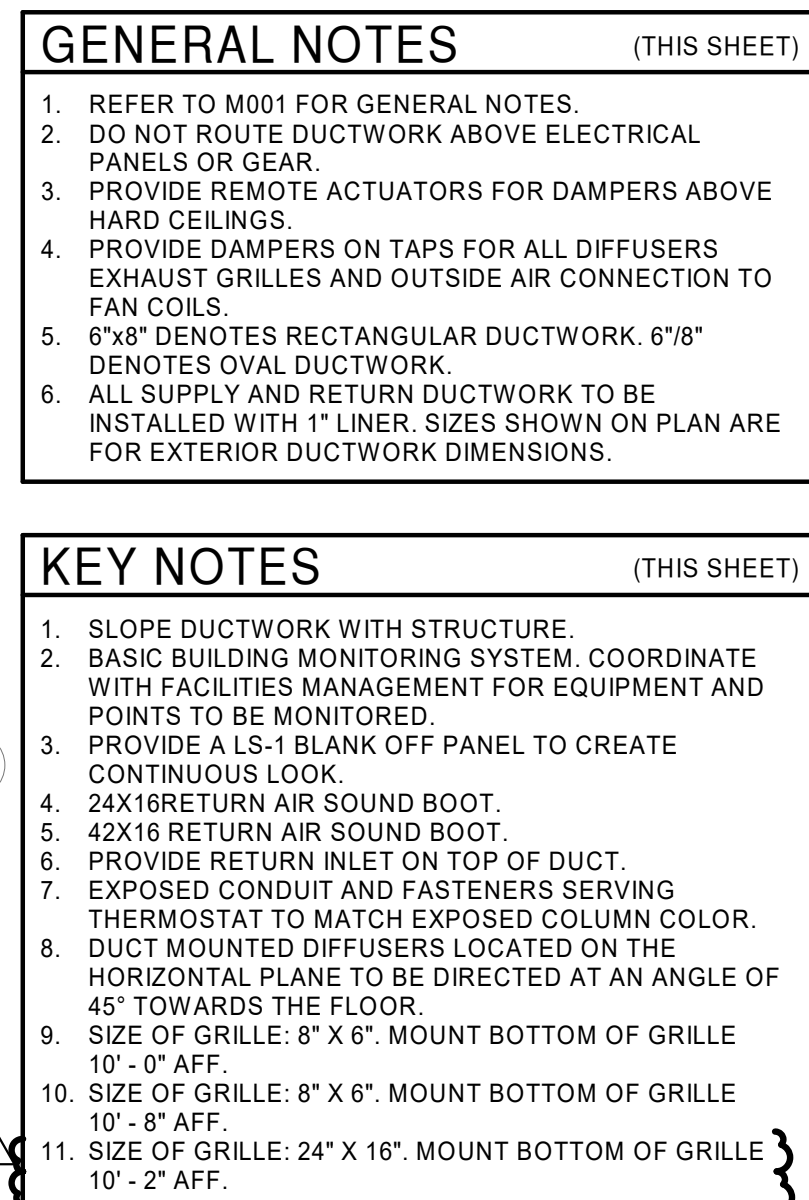 GENERAL NOTES (THIS SHEET)
1. REFER TO M001 FOR GENERAL NOTES.
2. DO NOT ROUTE DUCTWORK ABOVE ELECTRICAL
PANELS OR GEAR.
3. PROVIDE REMOTE ACTUATORS FOR DAMPERS ABOVE
HARD CEILINGS.
4. PROVIDE DAMPERS ON TAPS FOR ALL DIFFUSERS
EXHAUST GRILLES AND OUTSIDE AIR CONNECTION TO
FAN COILS.
5. 6"x8" DENOTES RECTANGULAR DUCTWORK. 6"/8"
DENOTES OVAL DUCTWORK.
6. ALL SUPPLY AND RETURN DUCTWORK TO BE
INSTALLED WITH 1" LINER. SIZES SHOWN ON PLAN ARE
FOR EXTERIOR DUCTWORK DIMENSIONS.
KEY NOTES (THIS SHEET)
1. SLOPE DUCTWORK WITH STRUCTURE.
2. BASIC BUILDING MONITORING SYSTEM. COORDINATE
WITH FACILITIES MANAGEMENT FOR EQUIPMENT AND
POINTS TO BE MONITORED.
3. PROVIDE A LS-1 BLANK OFF PANEL TO CREATE
CONTINUOUS LOOK.
4. 24X16RETURN AIR SOUND BOOT.
5. 42X16 RETURN AIR SOUND BOOT.
6. PROVIDE RETURN INLET ON TOP OF DUCT.
7. EXPOSED CONDUIT AND FASTENERS SERVING
THERMOSTAT TO MATCH EXPOSED COLUMN COLOR.
8. DUCT MOUNTED DIFFUSERS LOCATED ON THE
HORIZONTAL PLANE TO BE DIRECTED AT AN ANGLE OF
45° TOWARDS THE FLOOR.
9. SIZE OF GRILLE: 8" X 6". MOUNT BOTTOM OF GRILLE
10' - 0" AFF.
10. SIZE OF GRILLE: 8" X 6". MOUNT BOTTOM OF GRILLE
10' - 8" AFF.
11. SIZE OF GRILLE: 24" X 16". MOUNT BOTTOM OF GRILLE
10' - 2" AFF.